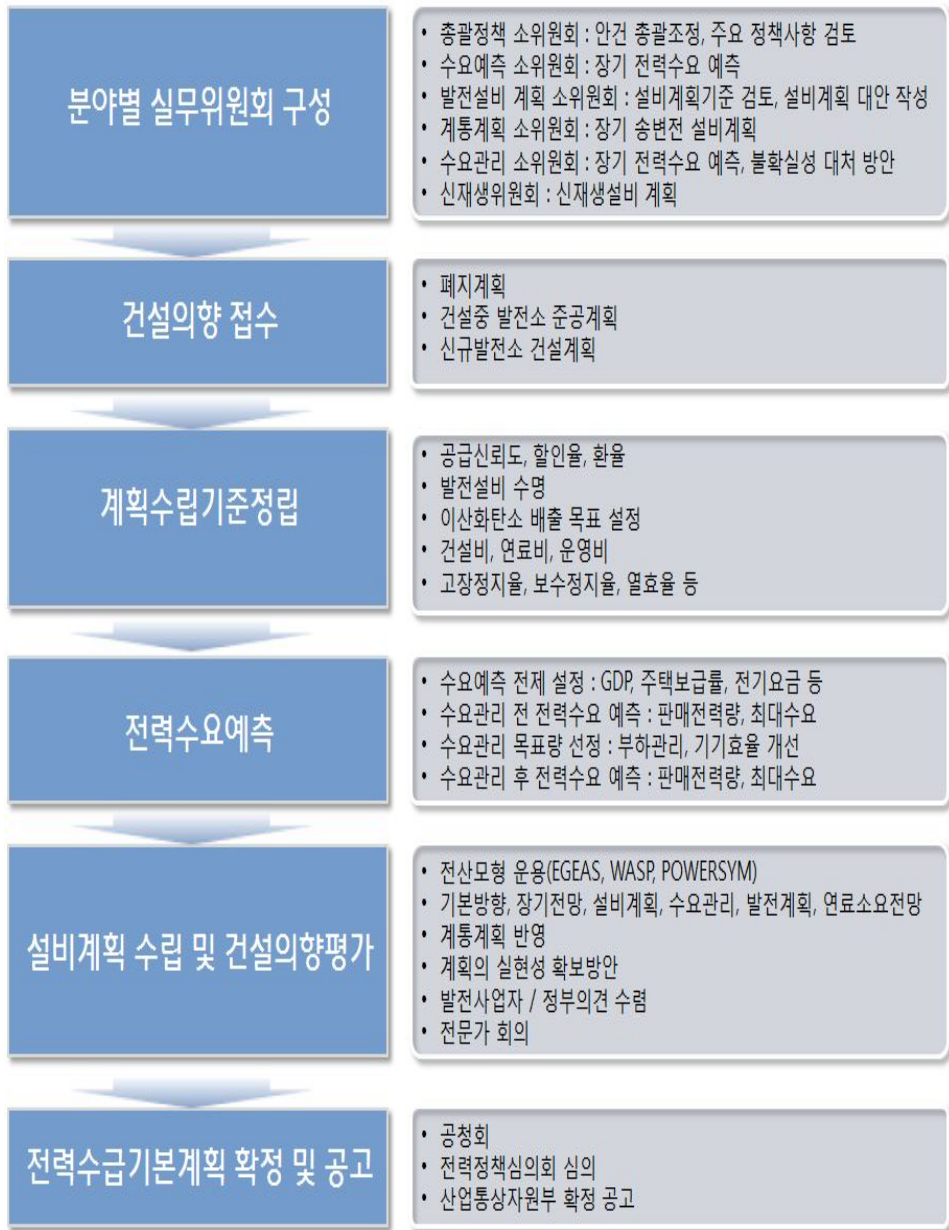 분야별 실무위원회 구성
• 총괄정책 소위원회 : 안건 총괄조정, 주요 정책사항 검토
• 수요예측 소위원회 : 장기 전력수요 예측
• 발전설비 계획 소위원회 : 설비계획기준 검토, 설비계획 대안 작성
• 계통계획 소위원회 : 장기 송변전 설비계획
• 수요관리 소위원회 : 장기 전력수요 예측, 불확실성 대처 방안
• 신재생위원회 : 신재생설비 계획
건설의향 접수
• 폐지계획
• 건설중 발전소 준공계획
• 신규발전소 건설계획
계획수립기준정립
• 공급신뢰도, 할인율, 환율
• 발전설비 수명
• 이산화탄소 배출 목표 설정
• 건설비, 연료비, 운영비
• 고장정지율, 보수정지율, 열효율 등
전력수요예측
• 수요예측 전제 설정 : GDP, 주택보급률, 전기요금 등
• 수요관리 전 전력수요 예측 : 판매전력량, 최대수요
• 수요관리 목표량 선정 : 부하관리, 기기효율 개선
• 수요관리 후 전력수요 예측 : 판매전력량, 최대수요
설비계획 수립 및 건설의향평가
• 전산모형 운용(EGEAS, WASP, POWERSYM)
• 기본방향, 장기전망, 설비계획, 수요관리, 발전계획, 연료소요전망
• 계통계획 반영
• 계획의 실현성 확보방안
• 발전사업자 / 정부의견 수렴
• 전문가 회의
전력수급기본계획 확정 및 공고
• 공청회
• 전력정책심의회 심의
• 산업통상자원부 확정 공고